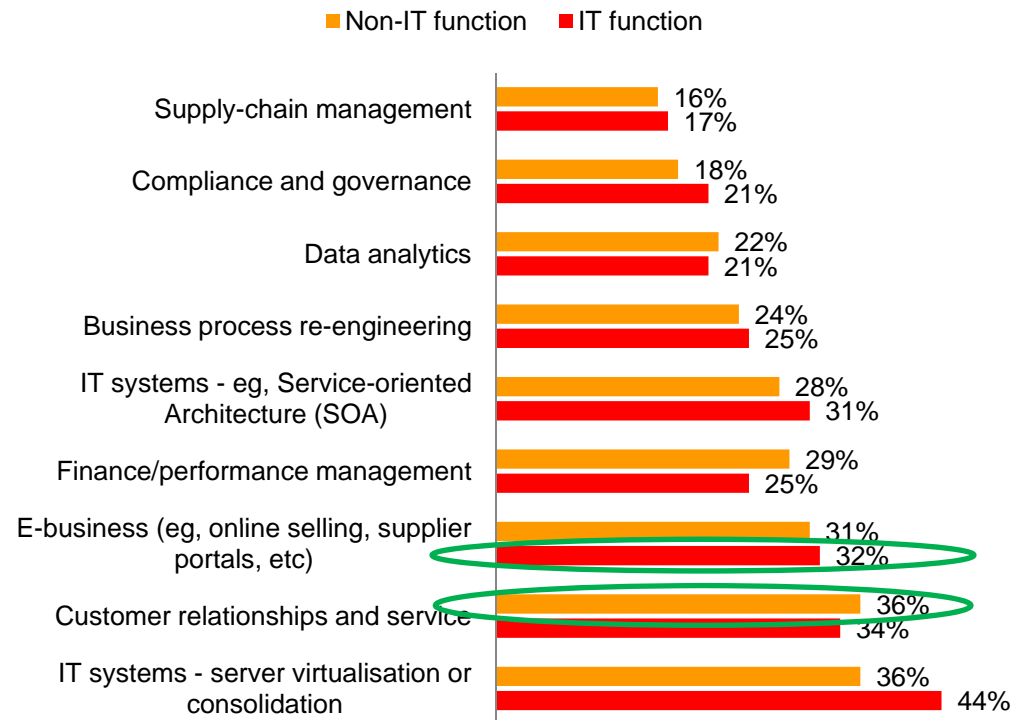 Non-IT function IT function
Supply-chain management
16%
17%
Compliance and governance
18%
21%
Data analytics
22%
21%
Business process re-engineering
24%
25%
IT systems - eg, Service-oriented
Architecture (SOA)
28%
31%
Finance/performance management
29%
25%
E-business (eg, online selling, supplier
portals, etc)
31%
32%
Customer relationships and service
36%
34%
IT systems - server virtualisation or
consolidation
36%
44%